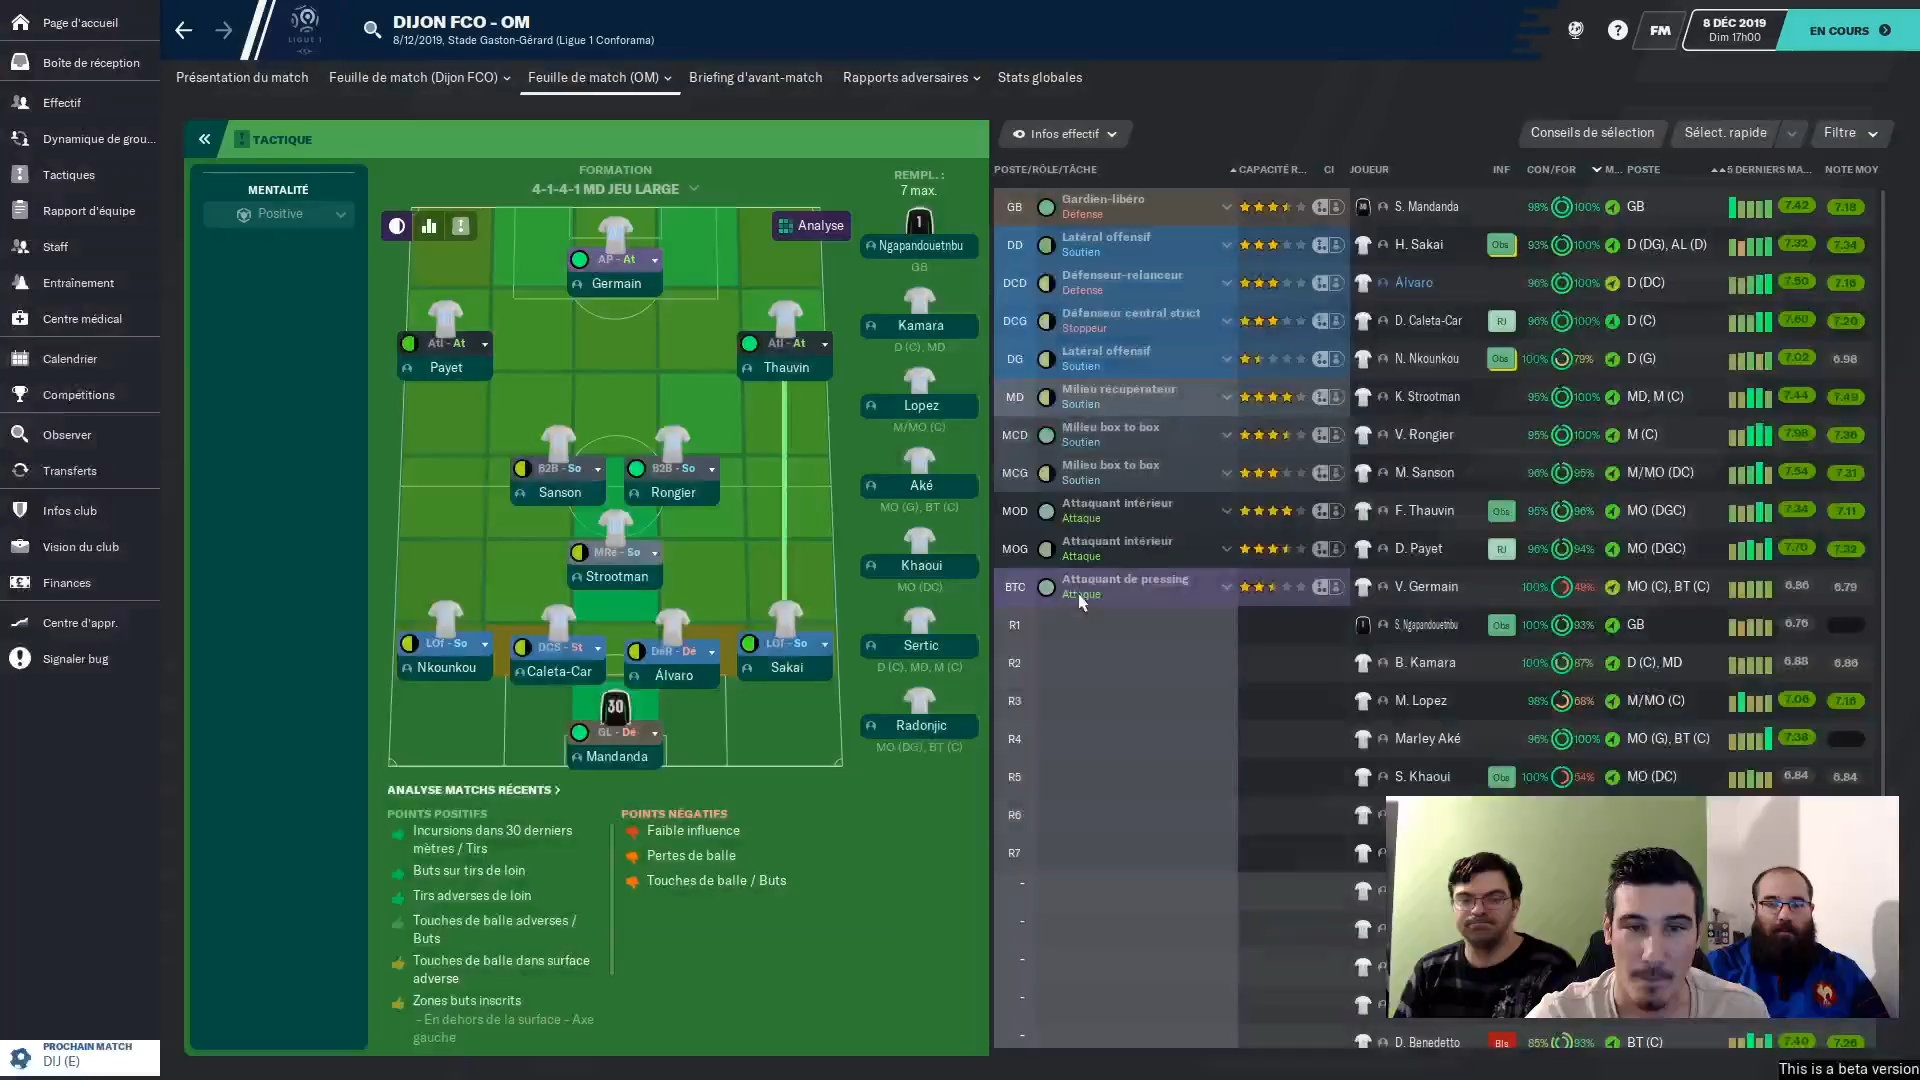 Page d'accueil
Boîte de réception
Effectif
Dynamique de grou...
Tactiques
Rapport d'équipe
Staff
Entraînement
Centre médical
Calendrier
Compétitions
Observer
Transferts
Infos club
Vision du club
Finances
Centre d'appr.
Signaler bug
PROCHAIN MATCH
DIJ (E)
LIGUE 1
DIJON FCO - OM
8/12/2019, Stade Gaston-Gérard (Ligue 1 Conforama)
FM
8 DÉC 2019
Dim 17h00
EN COURS
Présentation du match
Feuille de match (Dijon FCO)
Feuille de match (OM)
Briefing d'avant-match
Rapports adversaires
Stats globales
TACTIQUE
MENTALITÉ
Positive
FORMATION
4-1-4-1 MD JEU LARGE
REMPL. :
7 max.
Analyse
AP - At
Germain
Atl - At
Payet
Atl - At
Thauvin
B2B - So
Sanson
B2B - So
Rongier
MRé - So
Strootman
LOf - So
Nkounkou
DCS - St
Caleta-Car
DéR - Dé
Álvaro
LOf - So
Sakai
30
GL - Dé
Mandanda
1
Ngapandouetnbu
GB
Kamara
D (C), MD
Lopez
M/MO (C)
Aké
MO (G), BT (C)
Khaoui
MO (DC)
Sertic
D (C), MD, M (C)
Radonjic
MO (DG), BT (C)
ANALYSE MATCHS RÉCENTS >
POINTS POSITIFS
Incursions dans 30 derniers
mètres / Tirs
Buts sur tirs de loin
Tirs adverses de loin
Touches de balle adverses /
Buts
Touches de balle dans surface
adverse
Zones buts inscrits
- En dehors de la surface - Axe
gauche
POINTS NÉGATIFS
Faible influence
Pertes de balle
Touches de balle / Buts
Infos effectif
Conseils de sélection
Sélect. rapide
Filtre
POSTE/RÔLE/TÂCHE CAPACITÉ R... CI JOUEUR INF CON/FOR M... POSTE 5 DERNIERS MA... NOTE MOY
GB Gardien-libéro Défense S. Mandanda 98% 100% GB 7.42 7.18
DD Latéral offensif Soutien H. Sakai Obs 93% 100% D (DG), AL (D) 7.32 7.34
DCD Défenseur-relanceur Défense Álvaro 96% 100% D (DC) 7.50 7.16
DCG Défenseur central strict Stoppeur D. Caleta-Car RJ 96% 100% D (C) 7.60 7.20
DG Latéral offensif Soutien N. Nkounkou Obs 100% 79% D (G) 7.02 6.98
MD Milieu récupérateur Soutien K. Strootman 95% 100% MD, M (C) 7.44 7.49
MCD Milieu box to box Soutien V. Rongier 95% 100% M (C) 7.98 7.36
MCG Milieu box to box Soutien M. Sanson 96% 95% M/MO (DC) 7.54 7.31
MOD Attaquant intérieur Attaque F. Thauvin Obs 95% 96% MO (DGC) 7.34 7.11
MOG Attaquant intérieur Attaque D. Payet RJ 96% 94% MO (DGC) 7.70 7.32
BTC Attaquant de pressing Attaque V. Germain 100% 49% MO (C), BT (C) 6.86 6.79
R1 S. Ngapandouetnbu Obs 100% 83% GB 6.76
R2 B. Kamara 100% 87% D (C), MD 6.88 6.86
R3 M. Lopez 98% 68% M/MO (C) 7.06 7.16
R4 Marley Aké 96% 100% MO (G), BT (C) 7.38
R5 S. Khaoui Obs 100% 54% MO (DC) 6.84 6.84
R6
R7
-
-
-
-
- D. Benedetto Bls 85% 93% BT (C) 7.40 7.26
This is a beta version